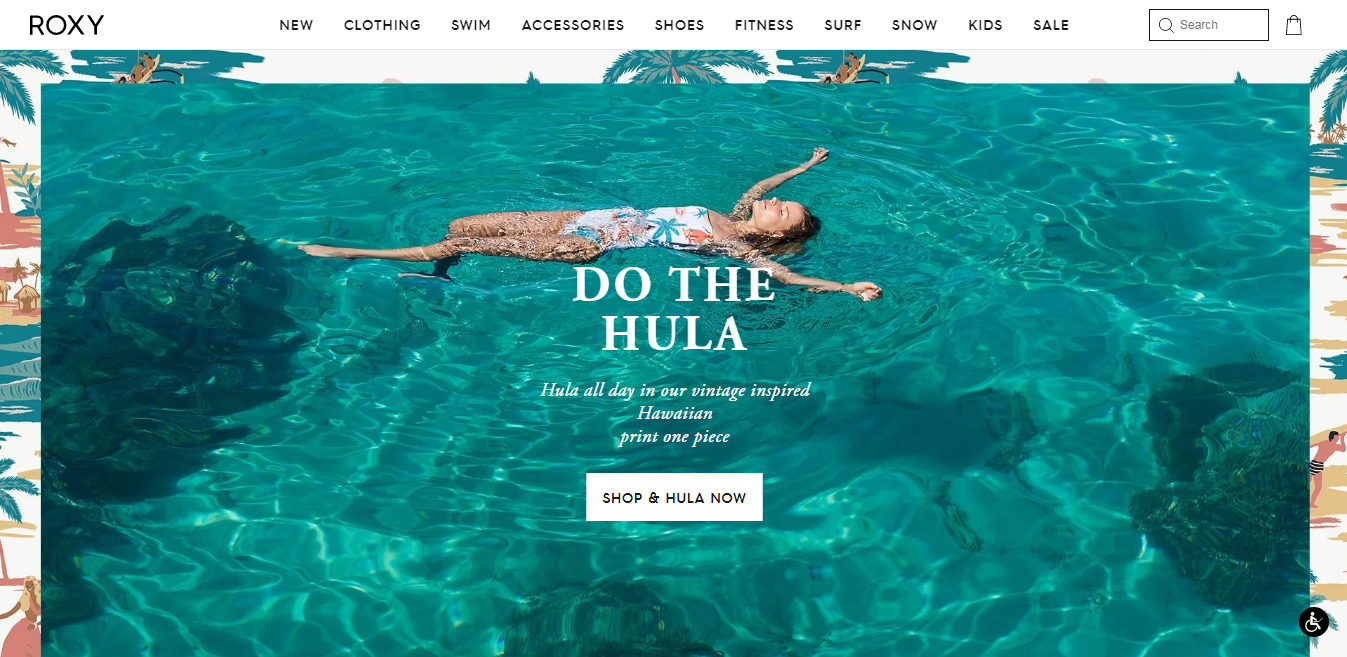 ROXY
NEW CLOTHING SWIM ACCESSORIES SHOES FITNESS SURF SNOW KIDS SALE
Search
DO THE
HULA
Hula all day in our vintage inspired
Hawaiian
print one piece
SHOP & HULA NOW